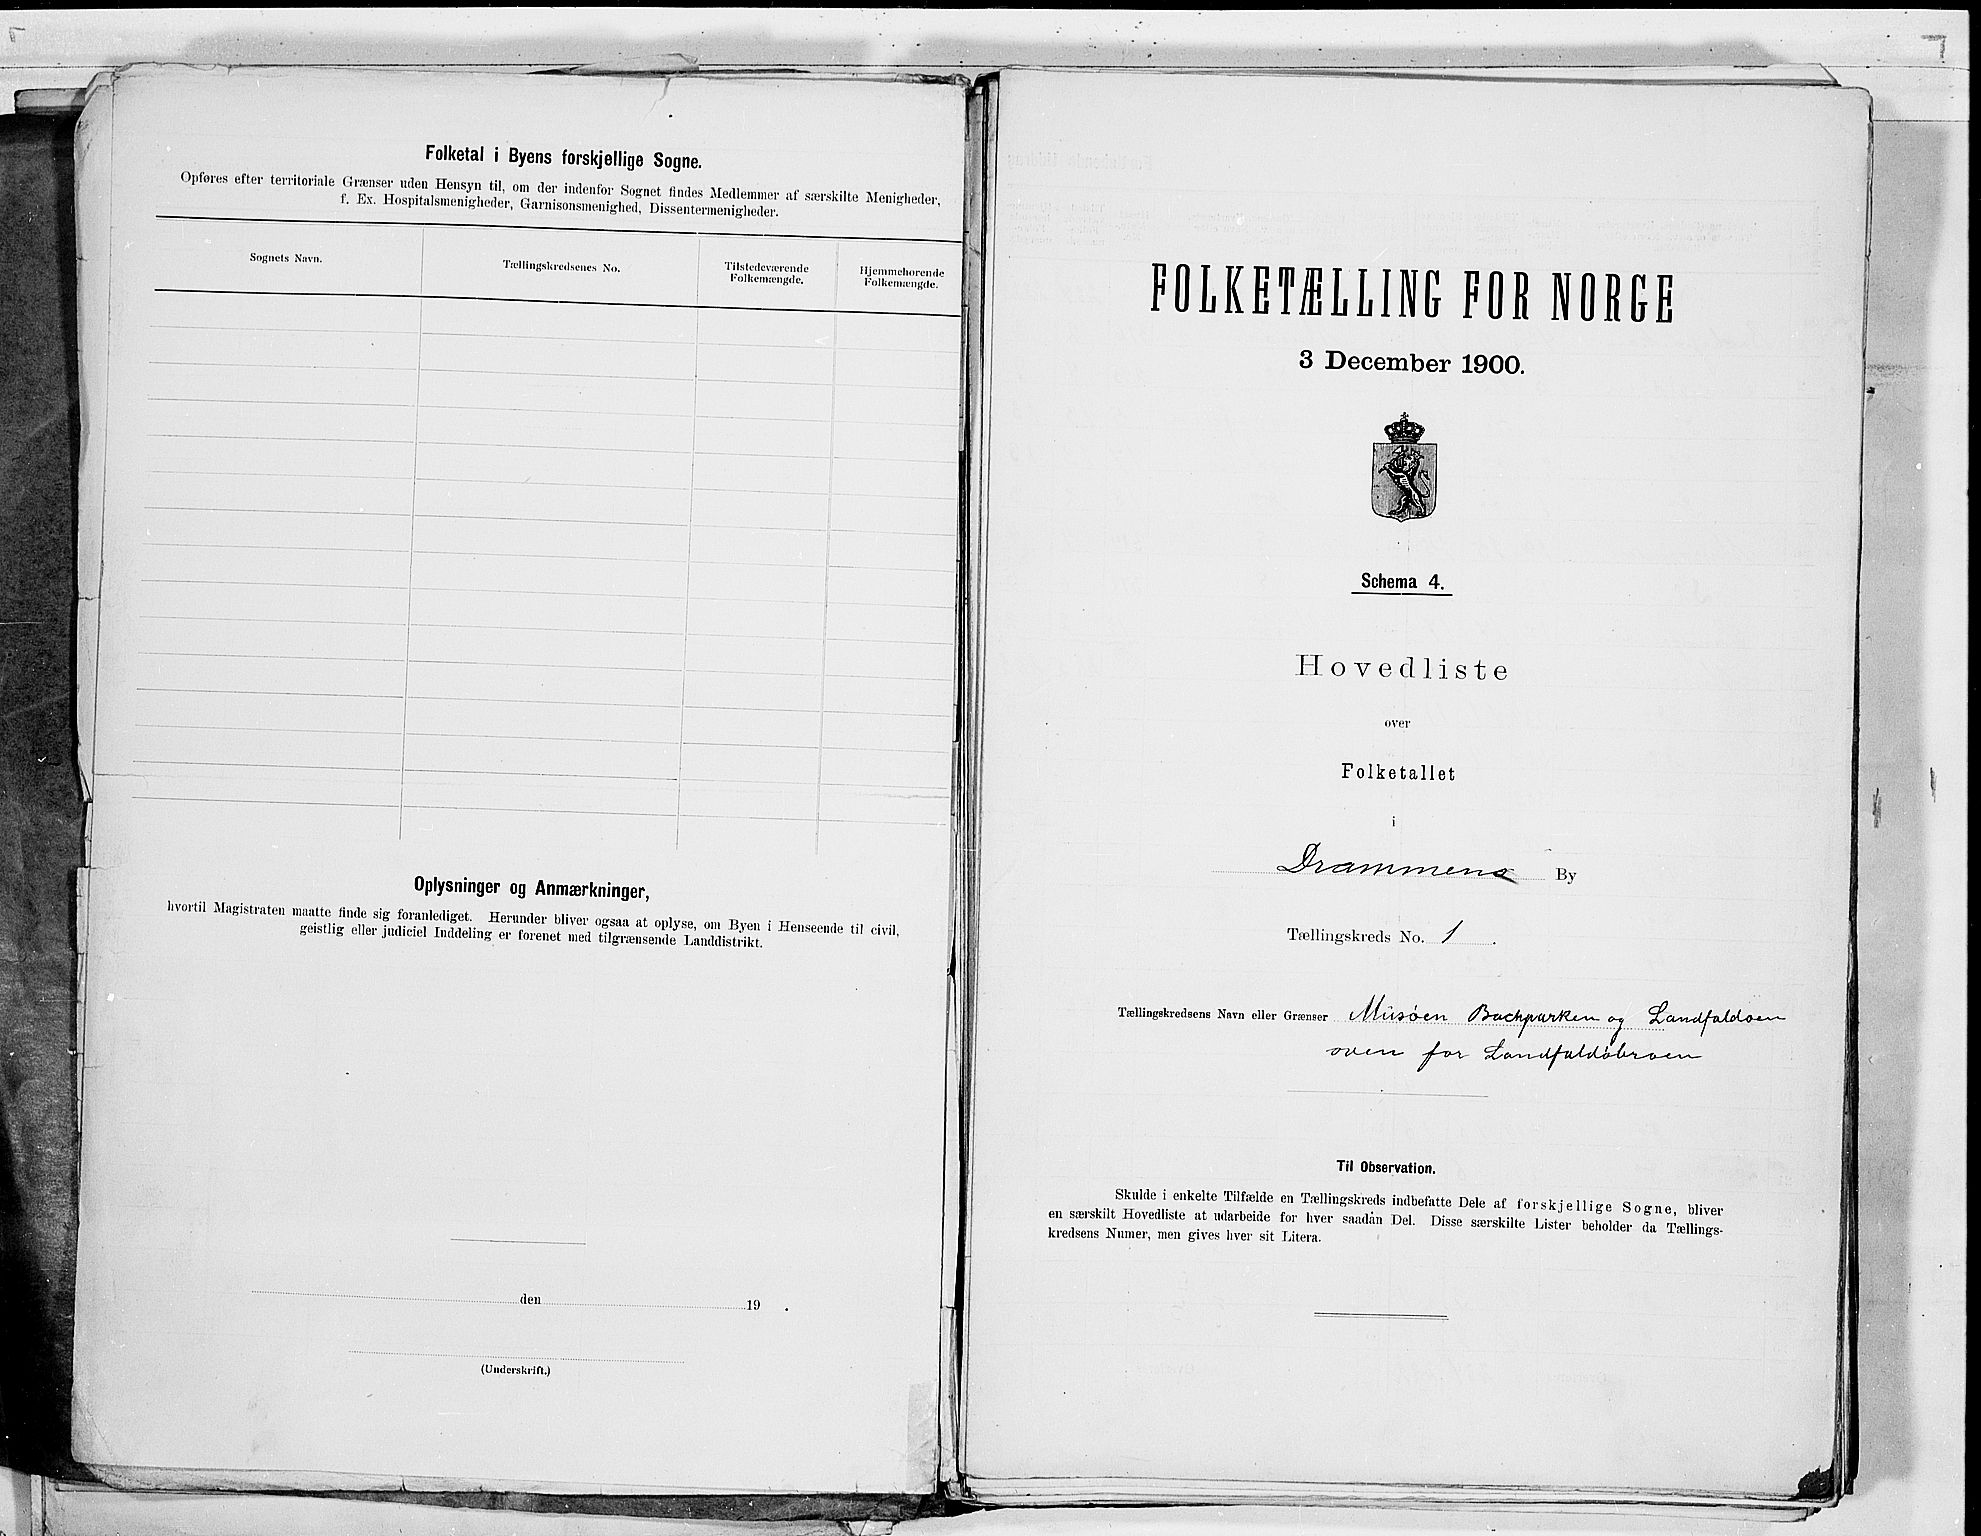 Folketal i Byens forskjellige Sogne.
Opføres efter territoriale Grænser uden Hensyn til, om der indenfor Sognet findes Medlemmer af særskilte Menigheder,
f. Ex. Hospitalsmenigheder, Garnisonsmenighed, Dissentermenigheder.
Sognets Navn.
Tællingskredsenes No.
Tilstedeværende
Folkemængde.
Hjemmehørende
Folkemængde.
Oplysninger og Anmærkninger,
hvortil Magistraten maatte finde sig foranlediget. Herunder bliver ogsaa at oplyse, om Byen i Henseende til civil,
geistlig eller judiciel Inddeling er forenet med tilgrænsende Landdistrikt.
den 19 .
(Underskrift.)
FOLKETÆLLING FOR NORGE
3 December 1900.
Schema 4.
Hovedliste
over
Folketallet
i
Drammens By
Tællingskreds No. 1.
Tællingskredsens Navn eller Grænser Müsøen Bachparken og Landfaldøen
oven for Landfaldøbroen
Til Observation.
Skulde i enkelte Tilfælde en Tællingskreds indbefatte Dele af forskjellige Sogne, bliver
en særskilt Hovedliste at udarbeide for hver saadan Del. Disse særskilte Lister beholder da Tællings-
kredsens Numer, men gives hver sit Litera.